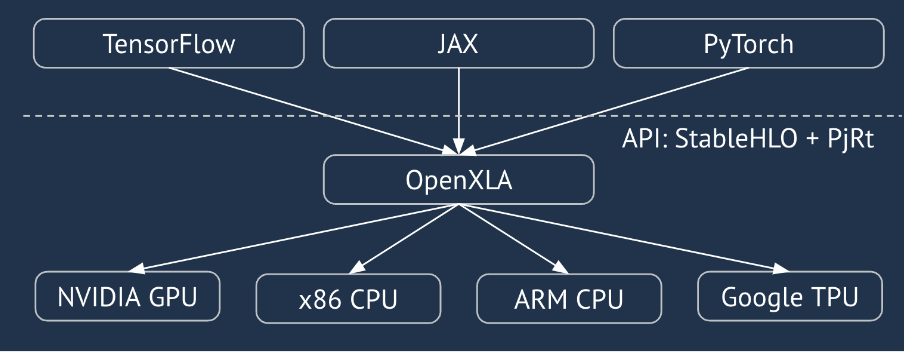 TensorFlow
JAX
PyTorch
API: StableHLO + PjRt
OpenXLA
NVIDIA GPU
x86 CPU
ARM CPU
Google TPU